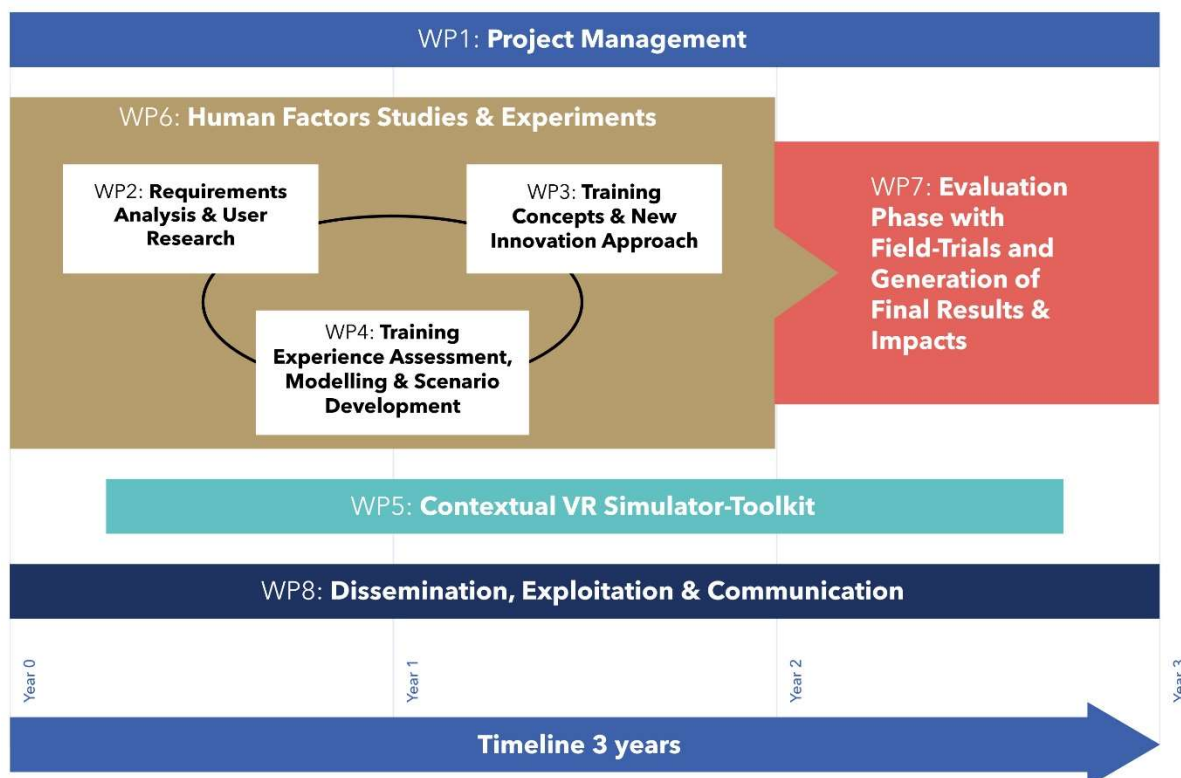 WP1: Project Management
WP6: Human Factors Studies & Experiments
WP2: Requirements
Analysis & User
Research
WP3: Training
Concepts & New
Innovation Approach
WP4: Training
Experience Assessment,
Modelling & Scenario
Development
WP7: Evaluation
Phase with
Field-Trials and
Generation of
Final Results &
Impacts
WP5: Contextual VR Simulator-Toolkit
WP8: Dissemination, Exploitation & Communication
Year 0
Year 1
Year 2
Year 3
Timeline 3 years